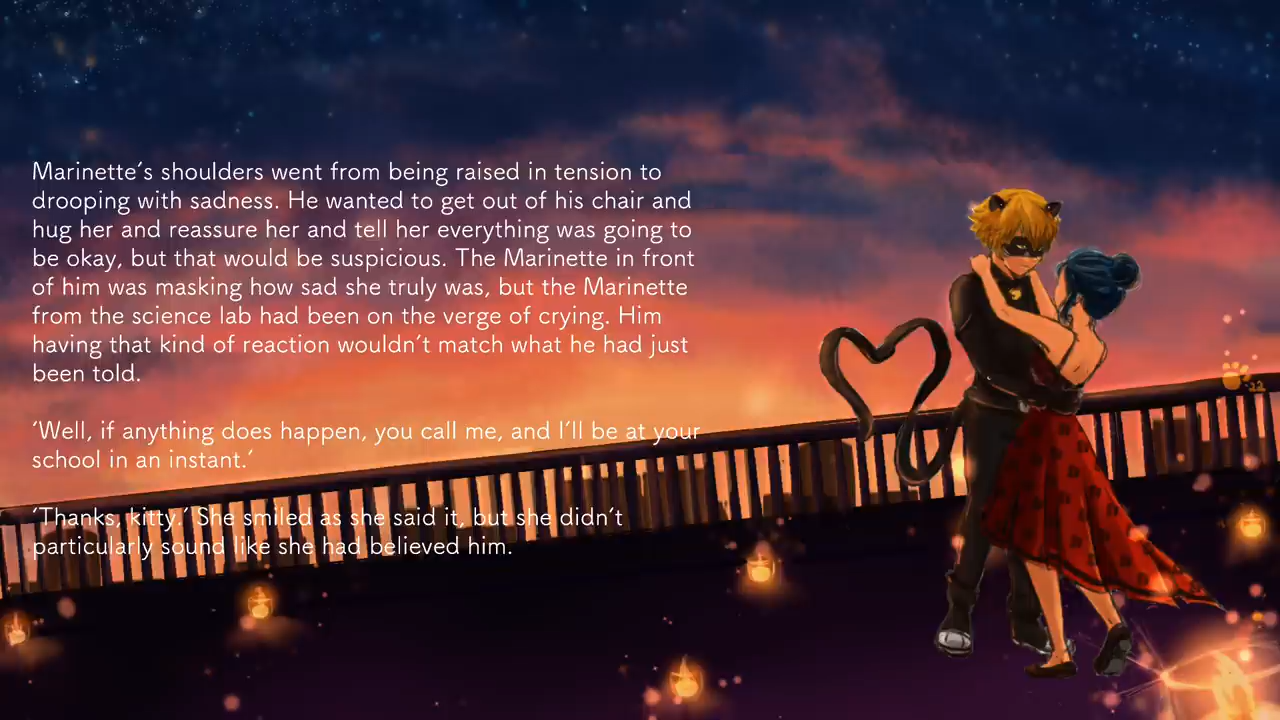 Marinette's shoulders went from being raised in tension to
drooping with sadness. He wanted to get out of his chair and
hug her and reassure her and tell her everything was going to
be okay, but that would be suspicious. The Marinette in front
of him was masking how sad she truly was, but the Marinette
from the science lab had been on the verge of crying. Him
having that kind of reaction wouldn't match what he had just
been told.
'Well, if anything does happen, you call me, and I'll be at your
school in an instant.'
'Thanks, kitty.' She smiled as she said it, but she didn't
particularly sound like she had believed him.